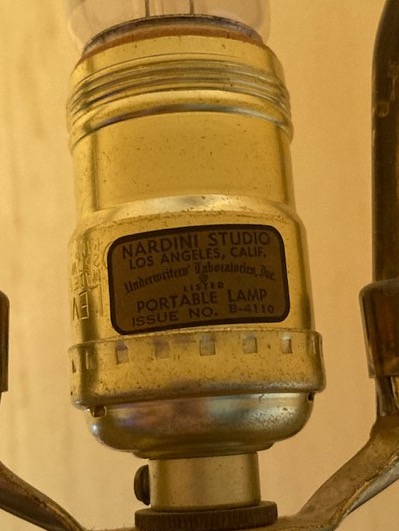 NARDINI STUDIO
LOS ANGELES, CALIF.
Underwriters' Laboratories, Inc.
LISTED
PORTABLE LAMP
ISSUE NO. B-4110